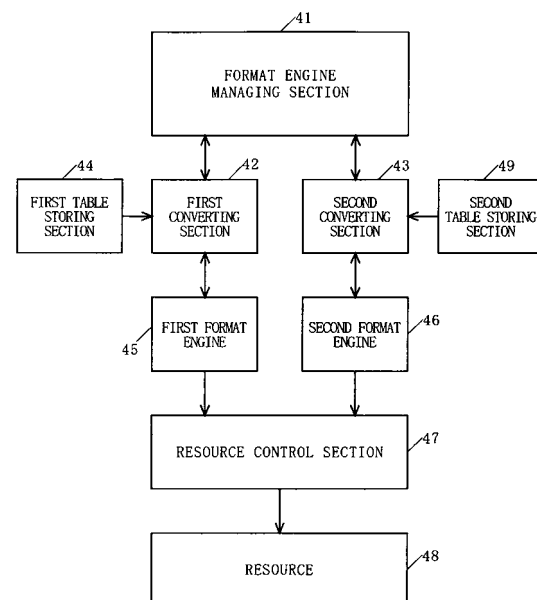 41
FORMAT ENGINE
MANAGING SECTION
44
FIRST TABLE
STORING
SECTION
42
FIRST
CONVERTING
SECTION
43
SECOND
CONVERTING
SECTION
49
SECOND
TABLE STORING
SECTION
45
FIRST FORMAT
ENGINE
46
SECOND FORMAT
ENGINE
RESOURCE CONTROL SECTION
47
RESOURCE
48